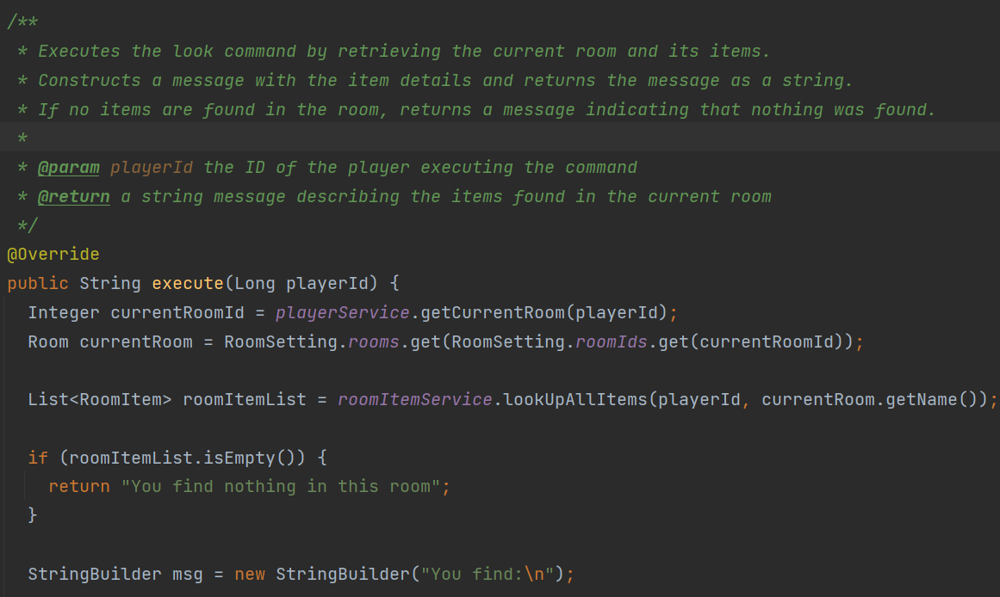 /**
 * Executes the look command by retrieving the current room and its items.
 * Constructs a message with the item details and returns the message as a string.
 * If no items are found in the room, returns a message indicating that nothing was found.
 *
 * @param playerId the ID of the player executing the command
 * @return a string message describing the items found in the current room
 */
@Override
public String execute(Long playerId) {
  Integer currentRoomId = playerService.getCurrentRoom(playerId);
  Room currentRoom = RoomSetting.rooms.get(RoomSetting.roomIds.get(currentRoomId));
  List<RoomItem> roomItemList = roomItemService.lookUpAllItems(playerId, currentRoom.getName());
  if (roomItemList.isEmpty()) {
    return "You find nothing in this room";
  }
  StringBuilder msg = new StringBuilder("You find:\n");